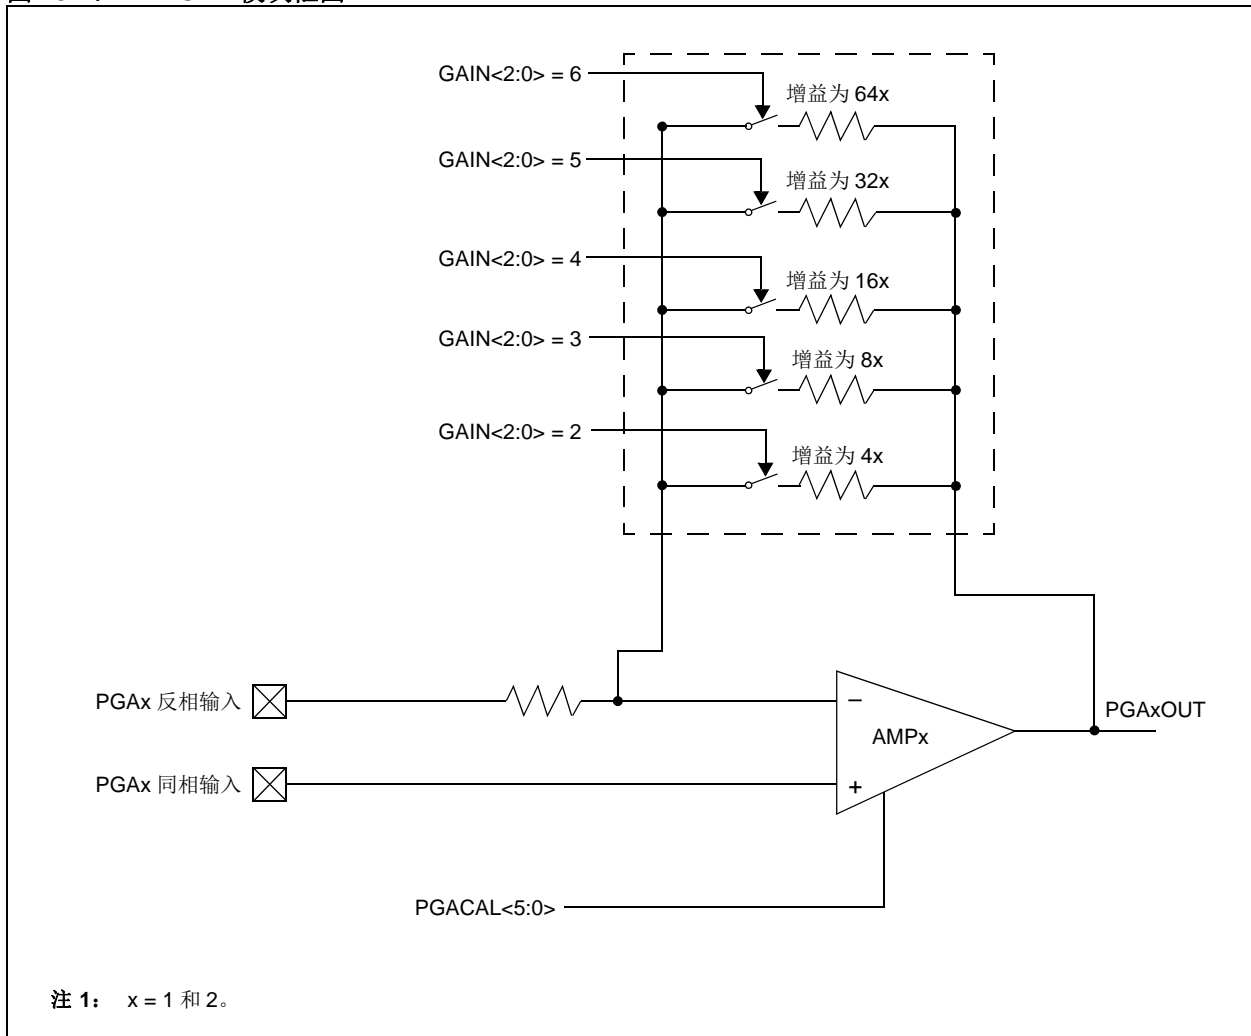 GAIN<2:0> = 6
增益为 64x
GAIN<2:0> = 5
增益为 32x
GAIN<2:0> = 4
增益为 16x
GAIN<2:0> = 3
增益为 8x
GAIN<2:0> = 2
增益为 4x
PGAx 反相输入
–
AMPx
PGAxOUT
PGAx 同相输入
+
PGACAL<5:0>
注 1： x = 1 和 2。